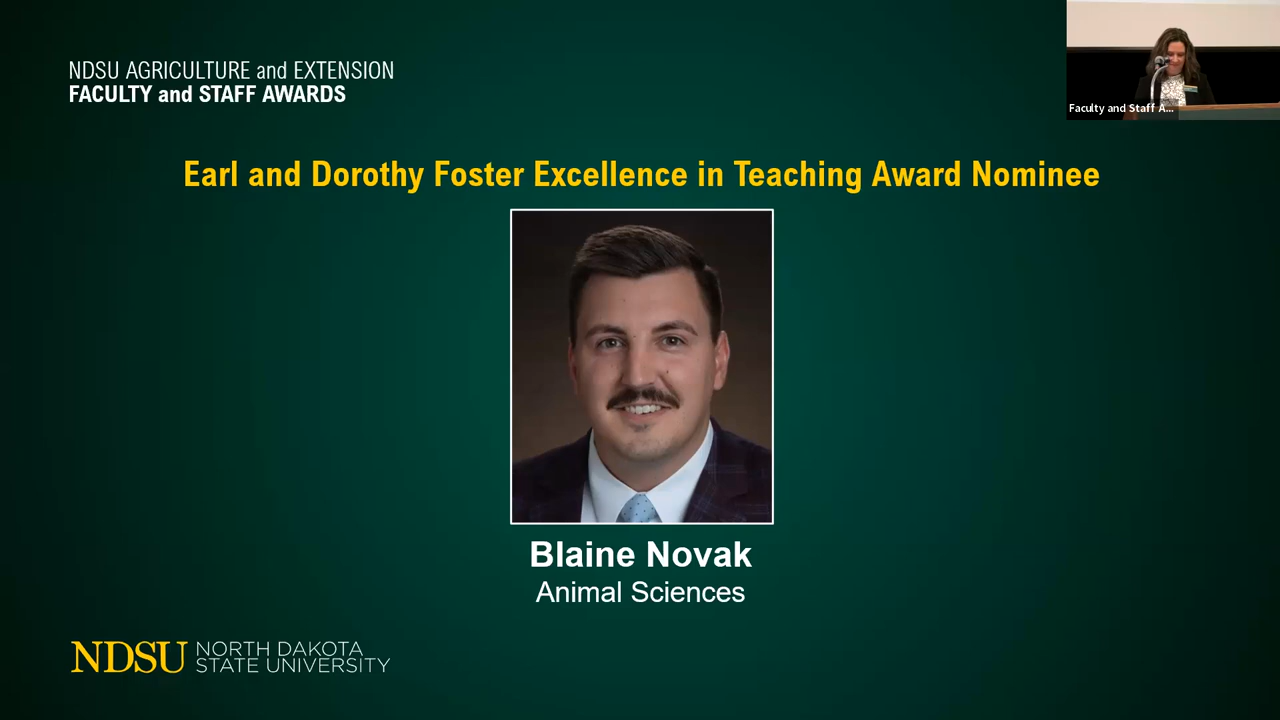 NDSU AGRICULTURE and EXTENSION
FACULTY and STAFF AWARDS
Faculty and Staff A...
Earl and Dorothy Foster Excellence in Teaching Award Nominee
Blaine Novak
Animal Sciences
NDSU NORTH DAKOTA
STATE UNIVERSITY